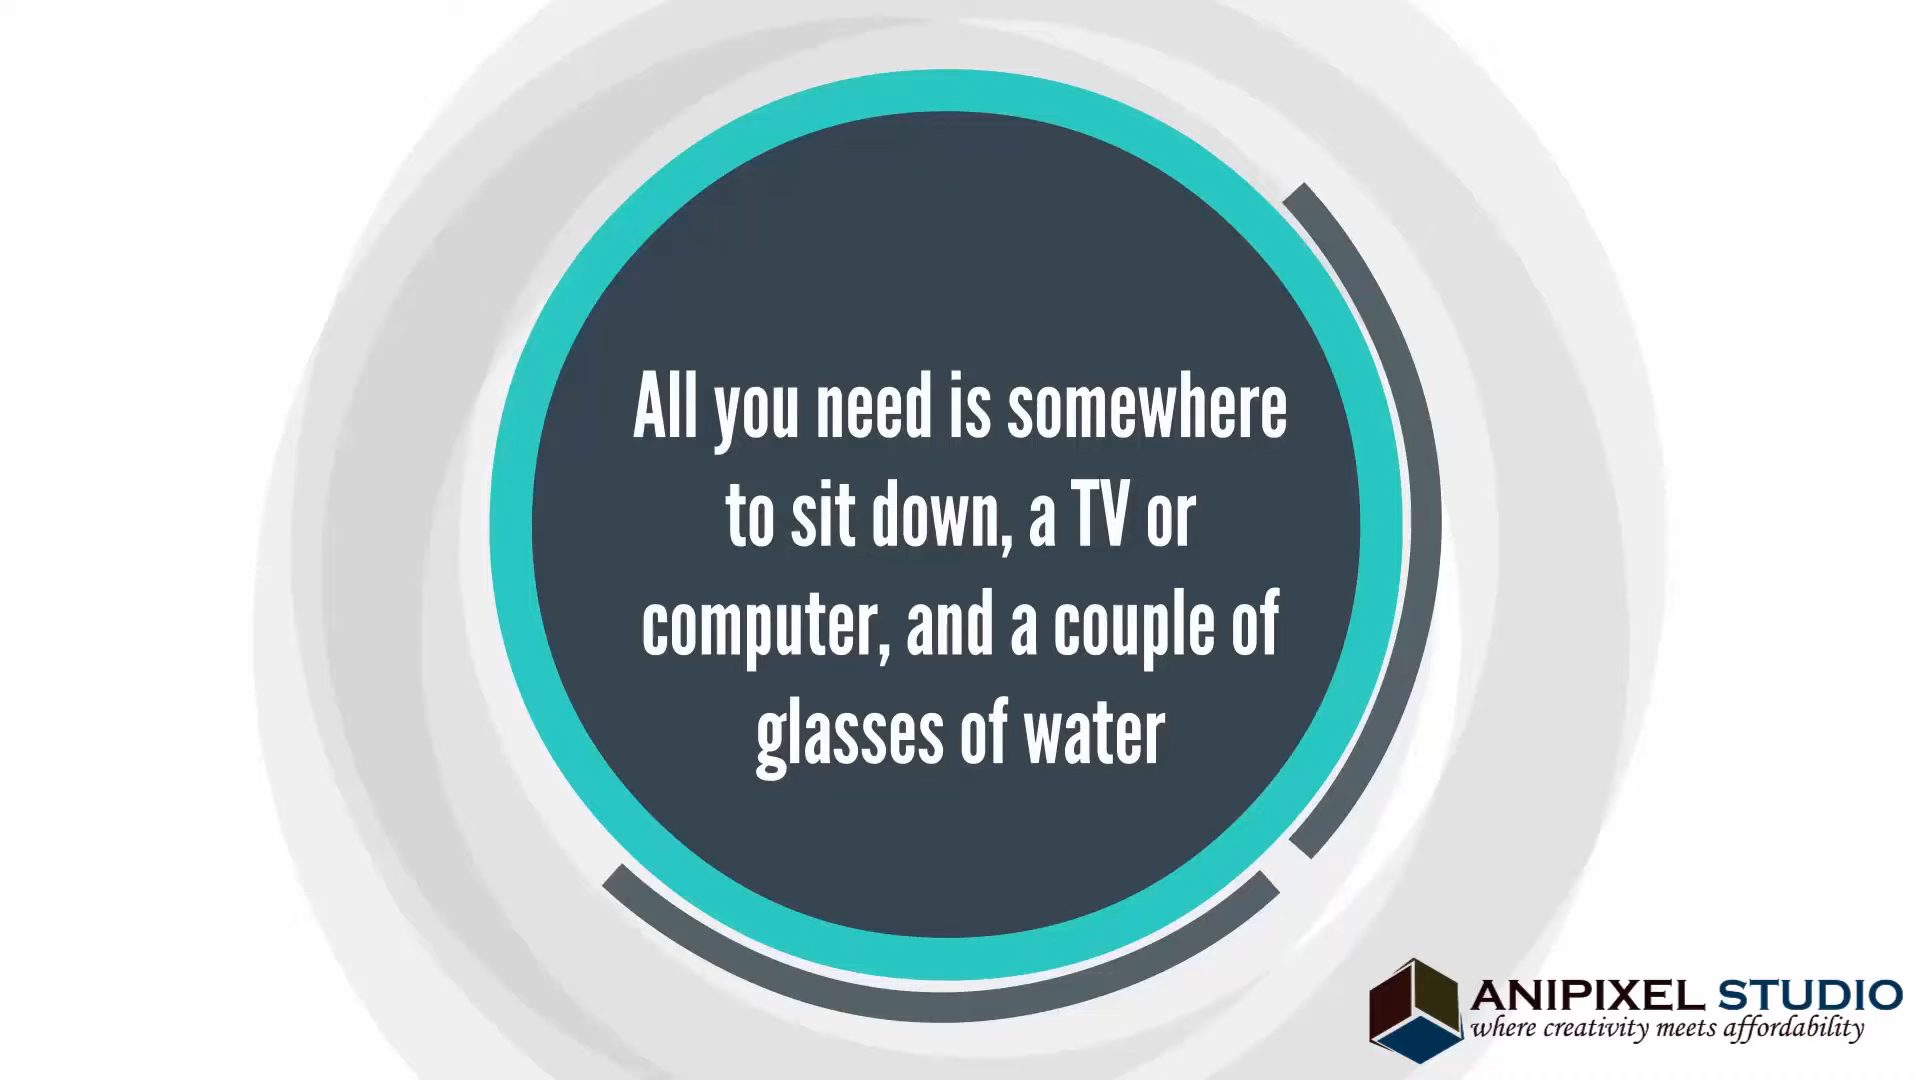 All you need is somewhere
to sit down, a TV or
computer, and a couple of
glasses of water
ANIPIXEL STUDIO
where creativity meets affordability